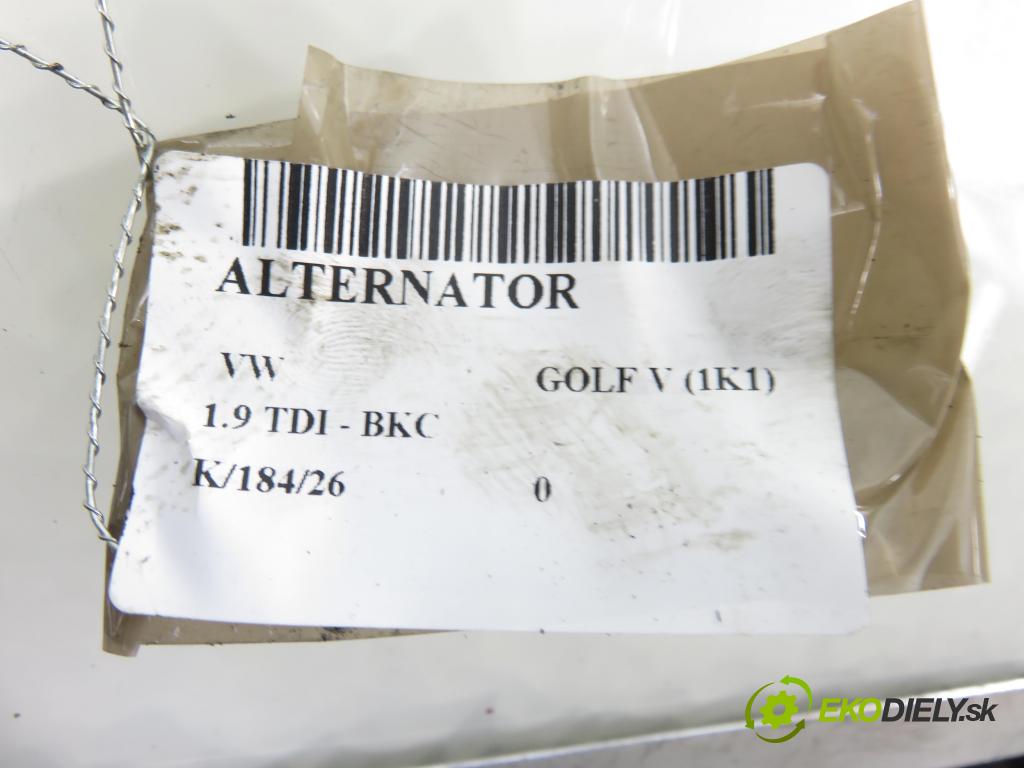 ALTERNATOR
VW GOLF V (1K1)
1.9 TDI - BKC
K/184/26 0
EKODIELY.sk